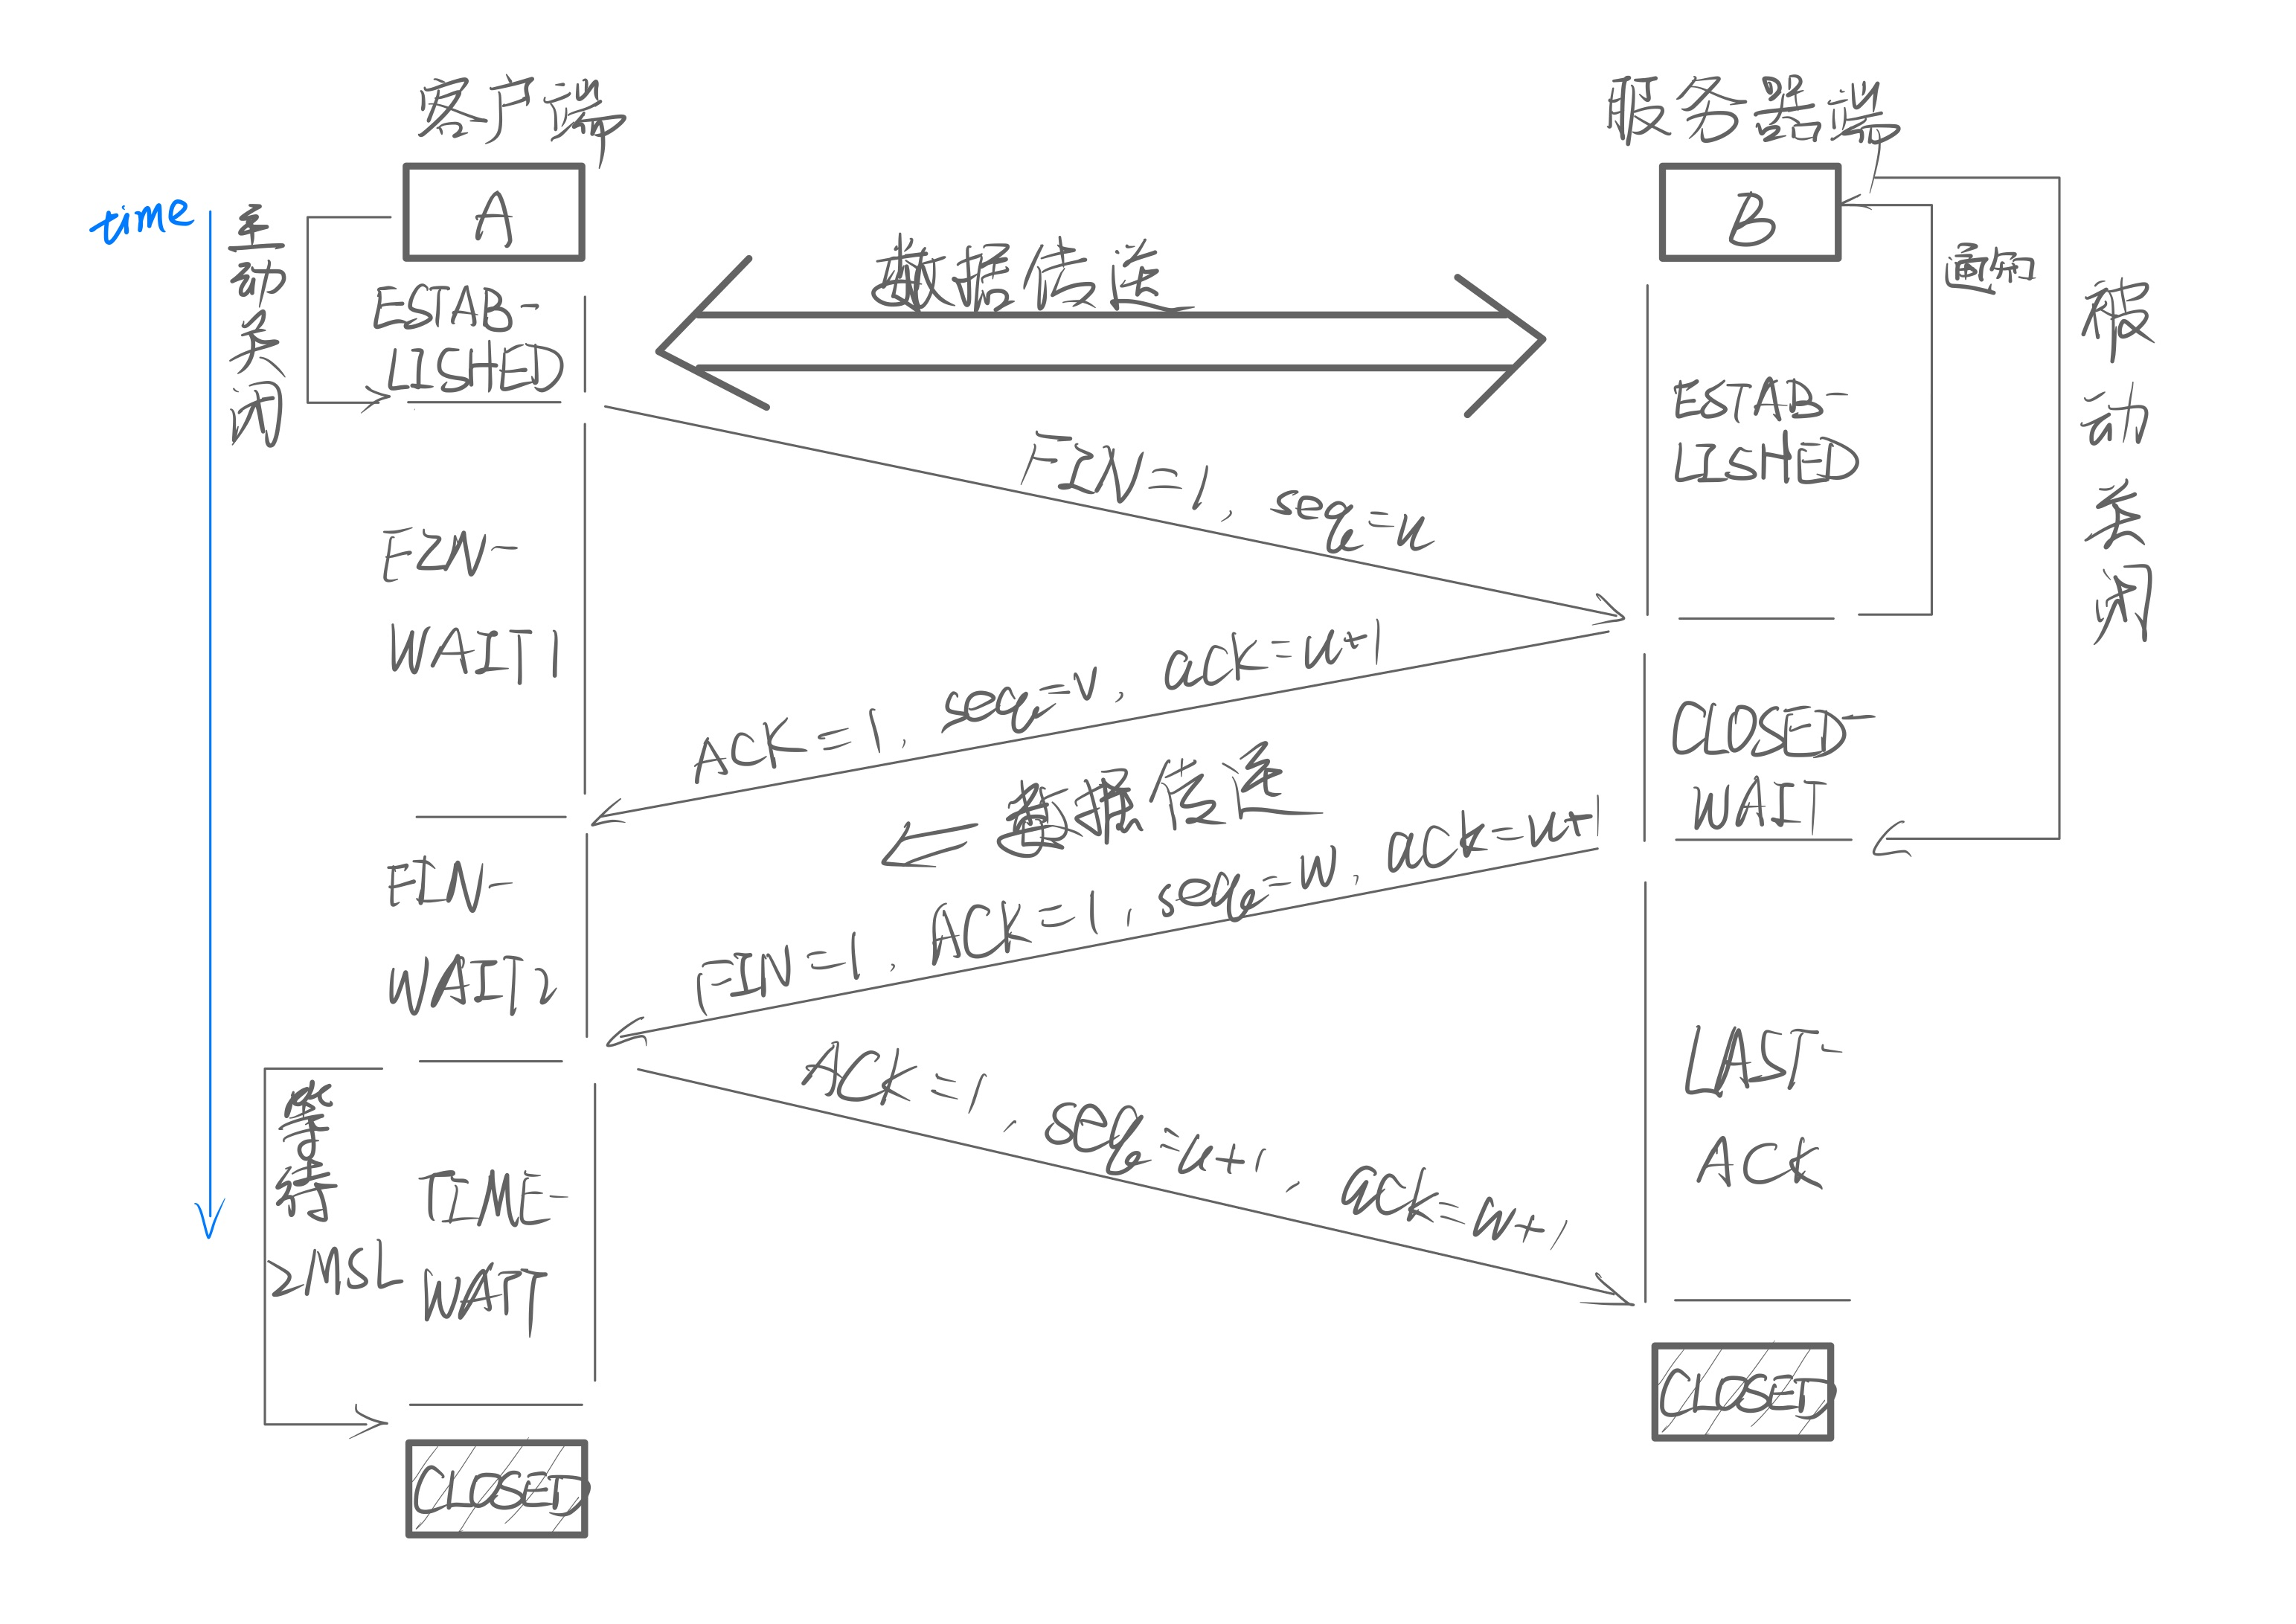 客户端
服务器端
time
主动关闭
A
B
ESTAB-
LISHED
数据传送
通知
被动关闭
ESTAB-
LISHED
FIN=1, seq=u
FIN-
WAIT1
ACK=1, seq=v, ack=u+1
CLOSED-
WAIT
数据传送
FIN=1, ACK=1, seq=w, ack=u+1
FIN-
WAIT2
ACK=1, seq=u+1, ack=w+1
LAST-
ACK
等待
2MSL
TIME-
WAIT
CLOSED
CLOSED